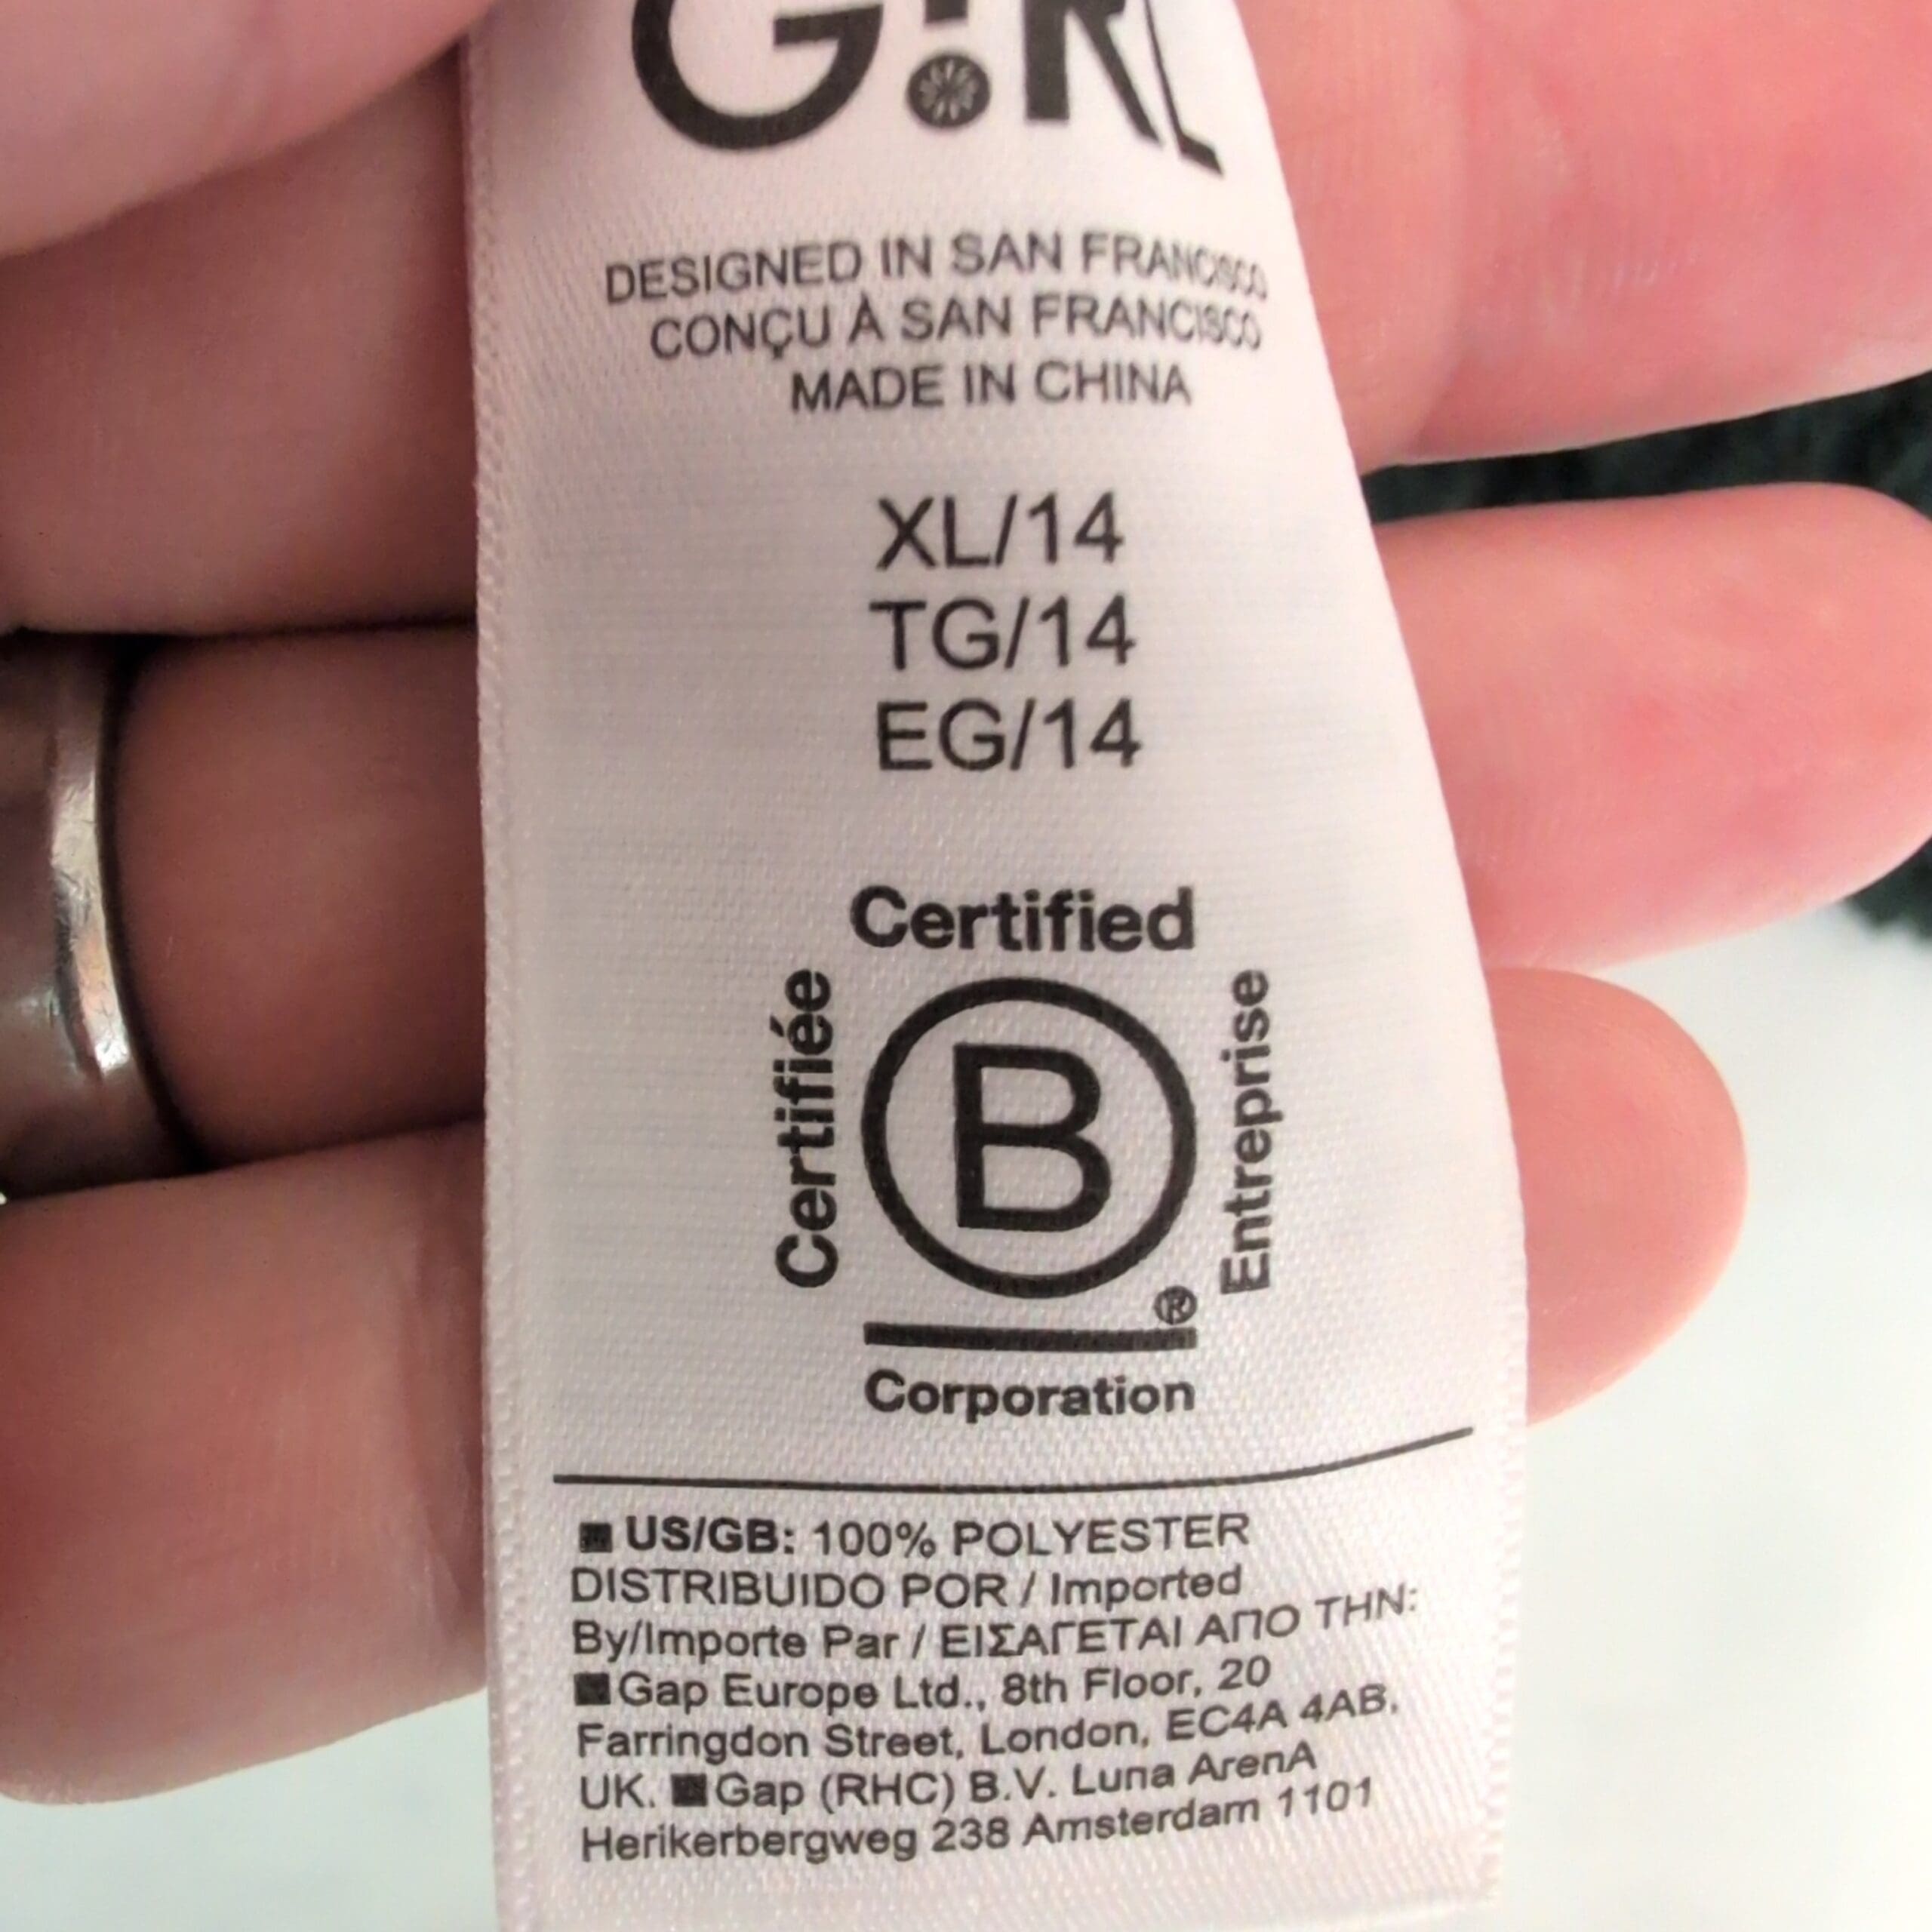 GiRL
DESIGNED IN SAN FRANCISCO
CONÇU À SAN FRANCISCO
MADE IN CHINA
XL/14
TG/14
EG/14
Certified
Certifiée
B
Entreprise
®
Corporation
■ US/GB: 100% POLYESTER
DISTRIBUIDO POR / Imported
By/Importe Par / ΕΙΣΑΓΕΤΑΙ ΑΠΟ ΤΗΝ:
■Gap Europe Ltd., 8th Floor, 20
Farringdon Street, London, EC4A 4AB,
UK. ■Gap (RHC) B.V. Luna ArenA
Herikerbergweg 238 Amsterdam 1101